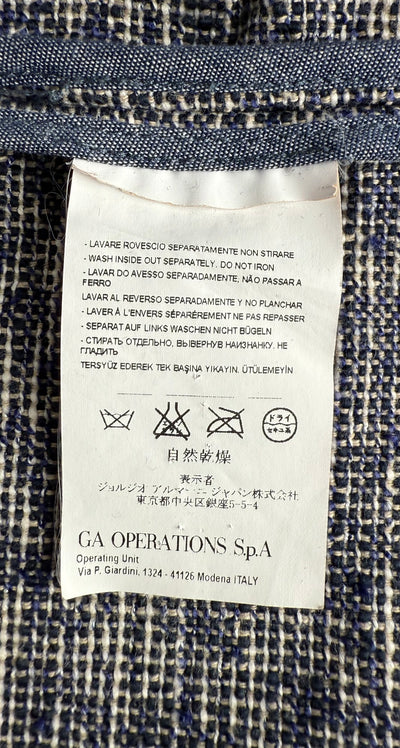 - LAVARE ROVESCIO SEPARATAMENTE NON STIRARE
- WASH INSIDE OUT SEPARATELY. DO NOT IRON
- LAVAR DO AVESSO SEPARADAMENTE, NÃO PASSAR A
FERRO
LAVAR AL REVERSO SEPARADAMENTE Y NO PLANCHAR
- LAVER À L'ENVERS SÉPARÉREMENT NE PAS REPASSER
- SEPARAT AUF LINKS WASCHEN NICHT BÜGELN
- СТИРАТЬ ОТДЕЛЬНО, ВЫВЕРНУВ НАИЗНАНКУ. НЕ
ГЛАДИТЬ
TERSYÜZ EDEREK TEK BAŞINA YIKAYIN. ÜTÜLEMEYİN
ドライ
セキユ系
自然乾燥
表示者
ジョルジオ アルマーニ ジャパン株式会社
東京都中央区銀座5-5-4
GA OPERATIONS S.p.A
Operating Unit
Via P. Giardini, 1324 - 41126 Modena ITALY